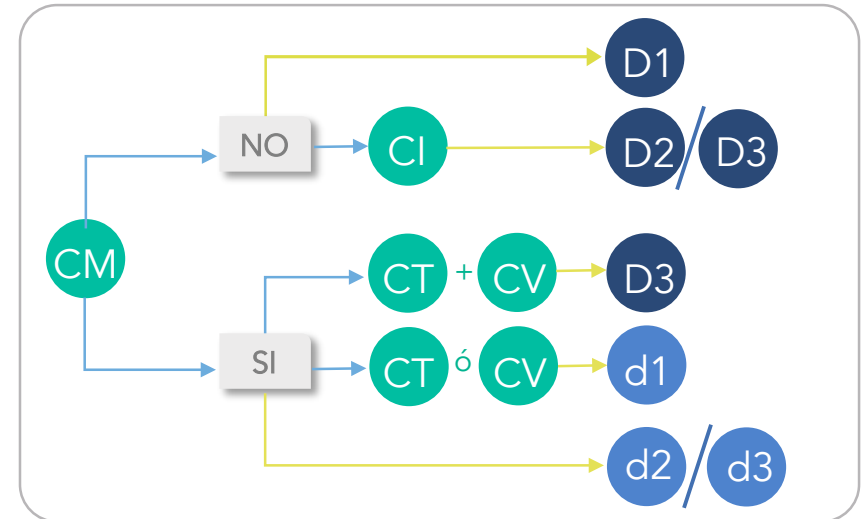 D1
NO CI D2/D3
CM
CT + CV D3
SI CT ó CV d1
d2/d3